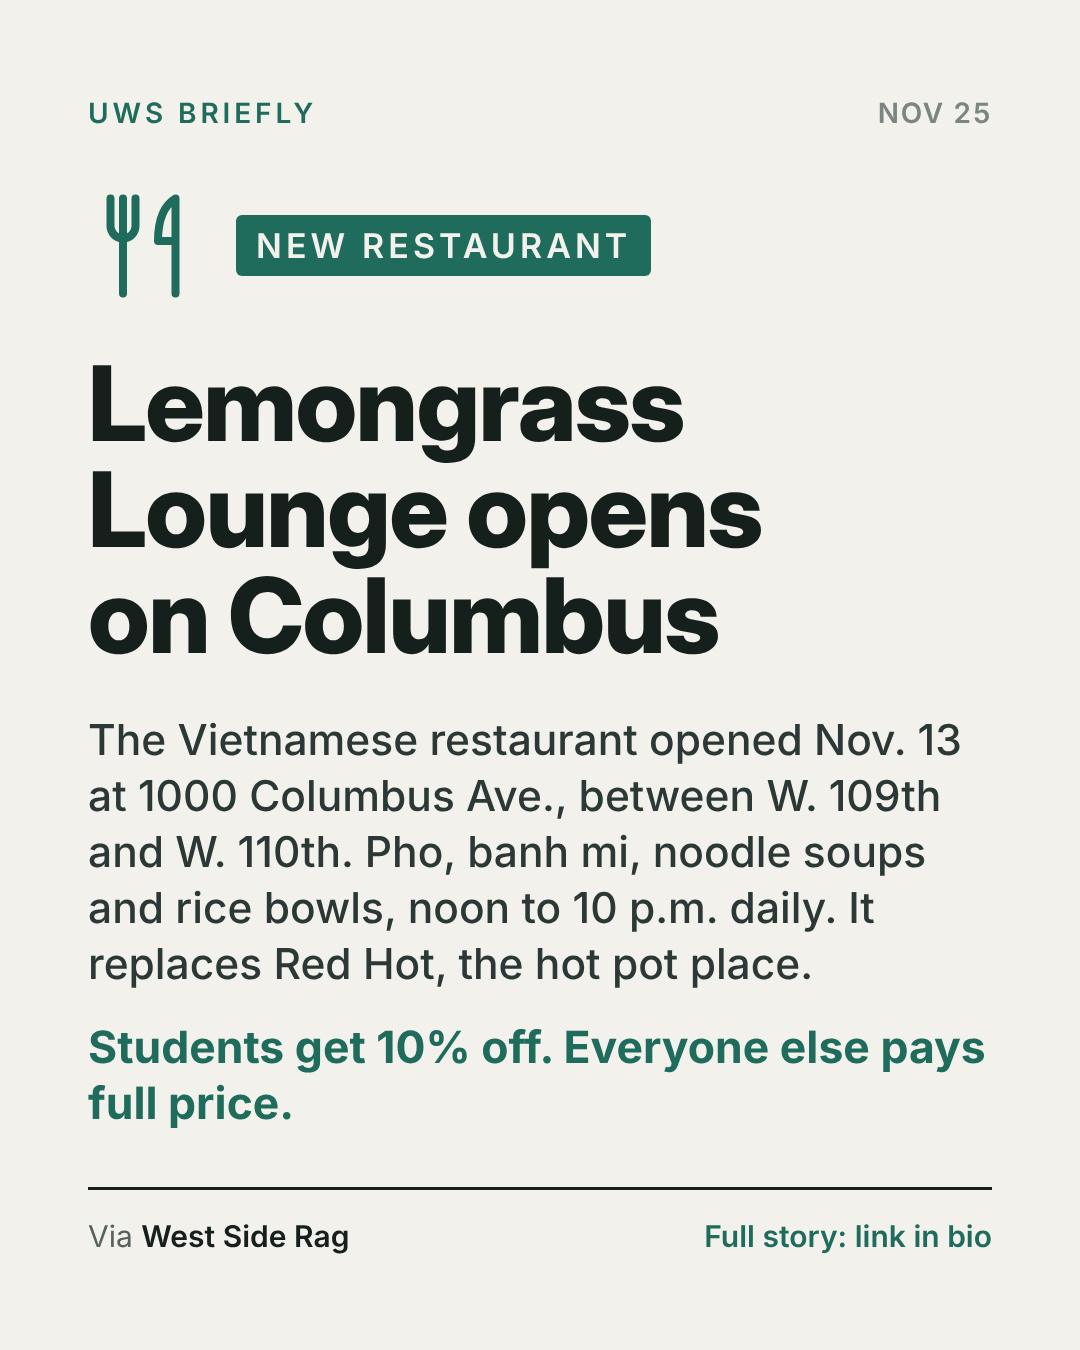 UWS BRIEFLY
NOV 25
NEW RESTAURANT
Lemongrass
Lounge opens
on Columbus
The Vietnamese restaurant opened Nov. 13
at 1000 Columbus Ave., between W. 109th
and W. 110th. Pho, banh mi, noodle soups
and rice bowls, noon to 10 p.m. daily. It
replaces Red Hot, the hot pot place.
Students get 10% off. Everyone else pays
full price.
Via West Side Rag
Full story: link in bio